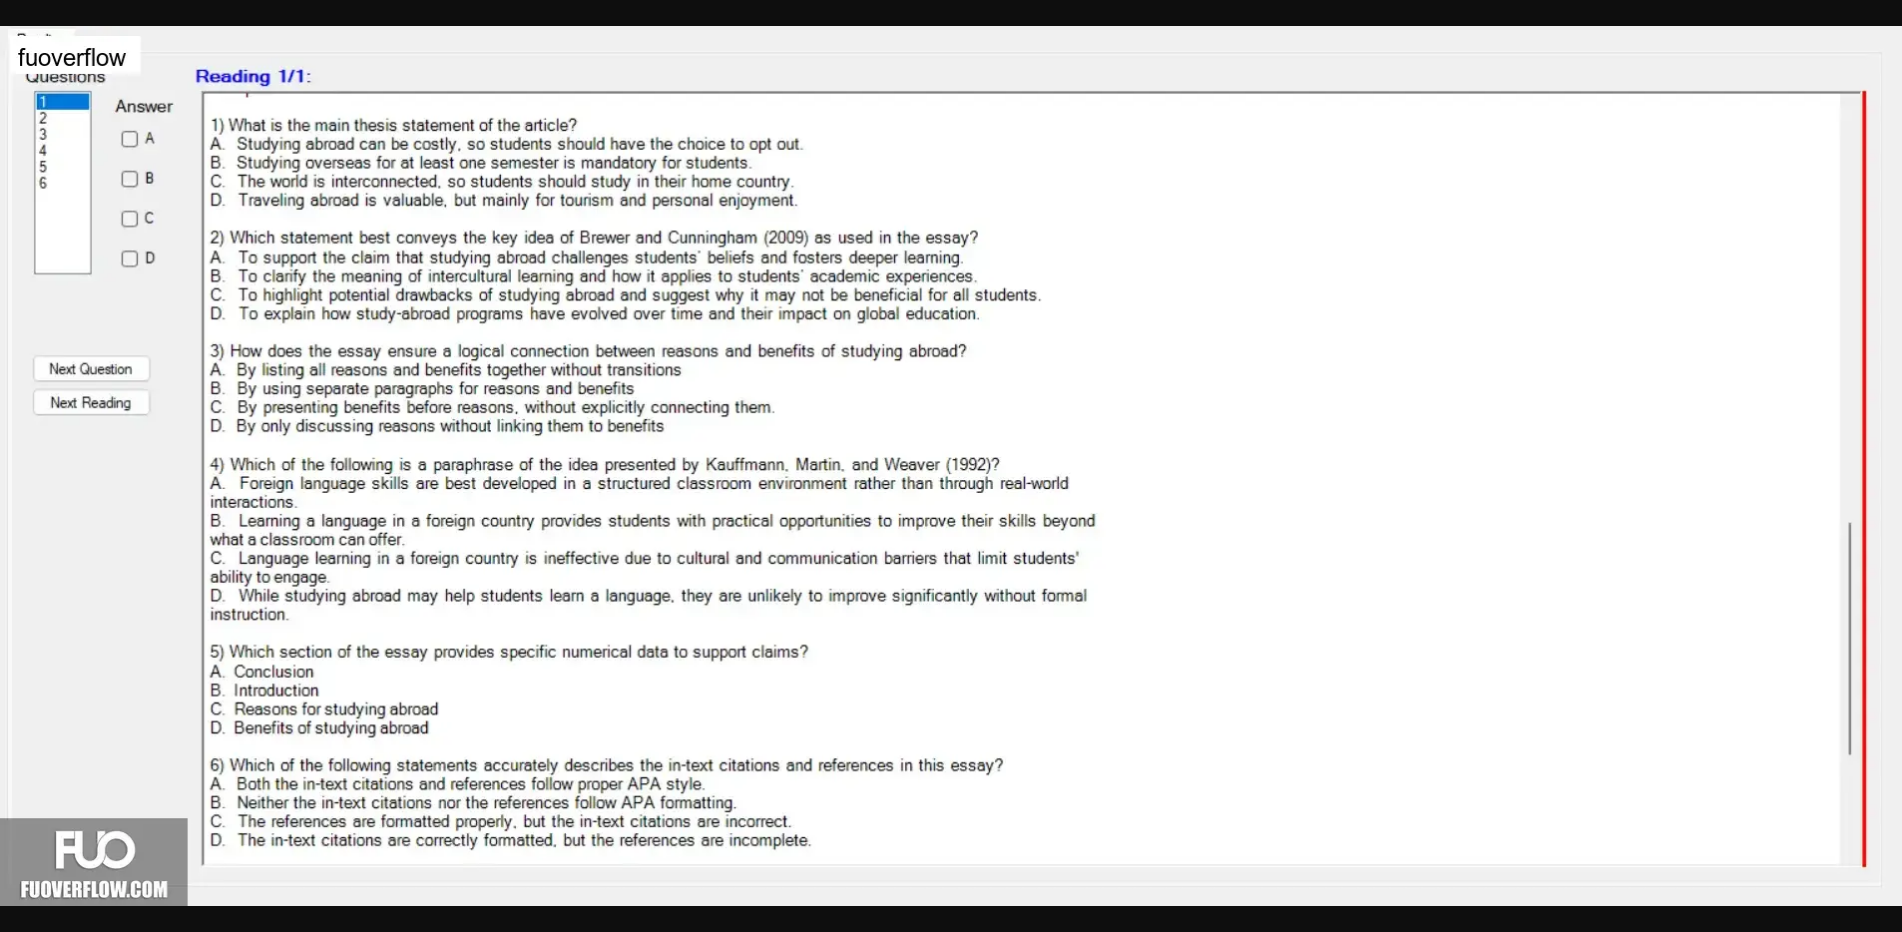 fuoverflow
Questions
Reading 1/1:
1
2
3
4
5
6
Answer
A
B
C
D
Next Question
Next Reading
1) What is the main thesis statement of the article?
A. Studying abroad can be costly, so students should have the choice to opt out.
B. Studying overseas for at least one semester is mandatory for students.
C. The world is interconnected, so students should study in their home country.
D. Traveling abroad is valuable, but mainly for tourism and personal enjoyment.
2) Which statement best conveys the key idea of Brewer and Cunningham (2009) as used in the essay?
A. To support the claim that studying abroad challenges students' beliefs and fosters deeper learning.
B. To clarify the meaning of intercultural learning and how it applies to students' academic experiences.
C. To highlight potential drawbacks of studying abroad and suggest why it may not be beneficial for all students.
D. To explain how study-abroad programs have evolved over time and their impact on global education.
3) How does the essay ensure a logical connection between reasons and benefits of studying abroad?
A. By listing all reasons and benefits together without transitions
B. By using separate paragraphs for reasons and benefits
C. By presenting benefits before reasons, without explicitly connecting them.
D. By only discussing reasons without linking them to benefits
4) Which of the following is a paraphrase of the idea presented by Kauffmann, Martin, and Weaver (1992)?
A. Foreign language skills are best developed in a structured classroom environment rather than through real-world
interactions.
B. Learning a language in a foreign country provides students with practical opportunities to improve their skills beyond
what a classroom can offer.
C. Language learning in a foreign country is ineffective due to cultural and communication barriers that limit students'
ability to engage.
D. While studying abroad may help students learn a language, they are unlikely to improve significantly without formal
instruction.
5) Which section of the essay provides specific numerical data to support claims?
A. Conclusion
B. Introduction
C. Reasons for studying abroad
D. Benefits of studying abroad
6) Which of the following statements accurately describes the in-text citations and references in this essay?
A. Both the in-text citations and references follow proper APA style.
B. Neither the in-text citations nor the references follow APA formatting.
C. The references are formatted properly, but the in-text citations are incorrect.
D. The in-text citations are correctly formatted, but the references are incomplete.
FUO
FUOVERFLOW.COM